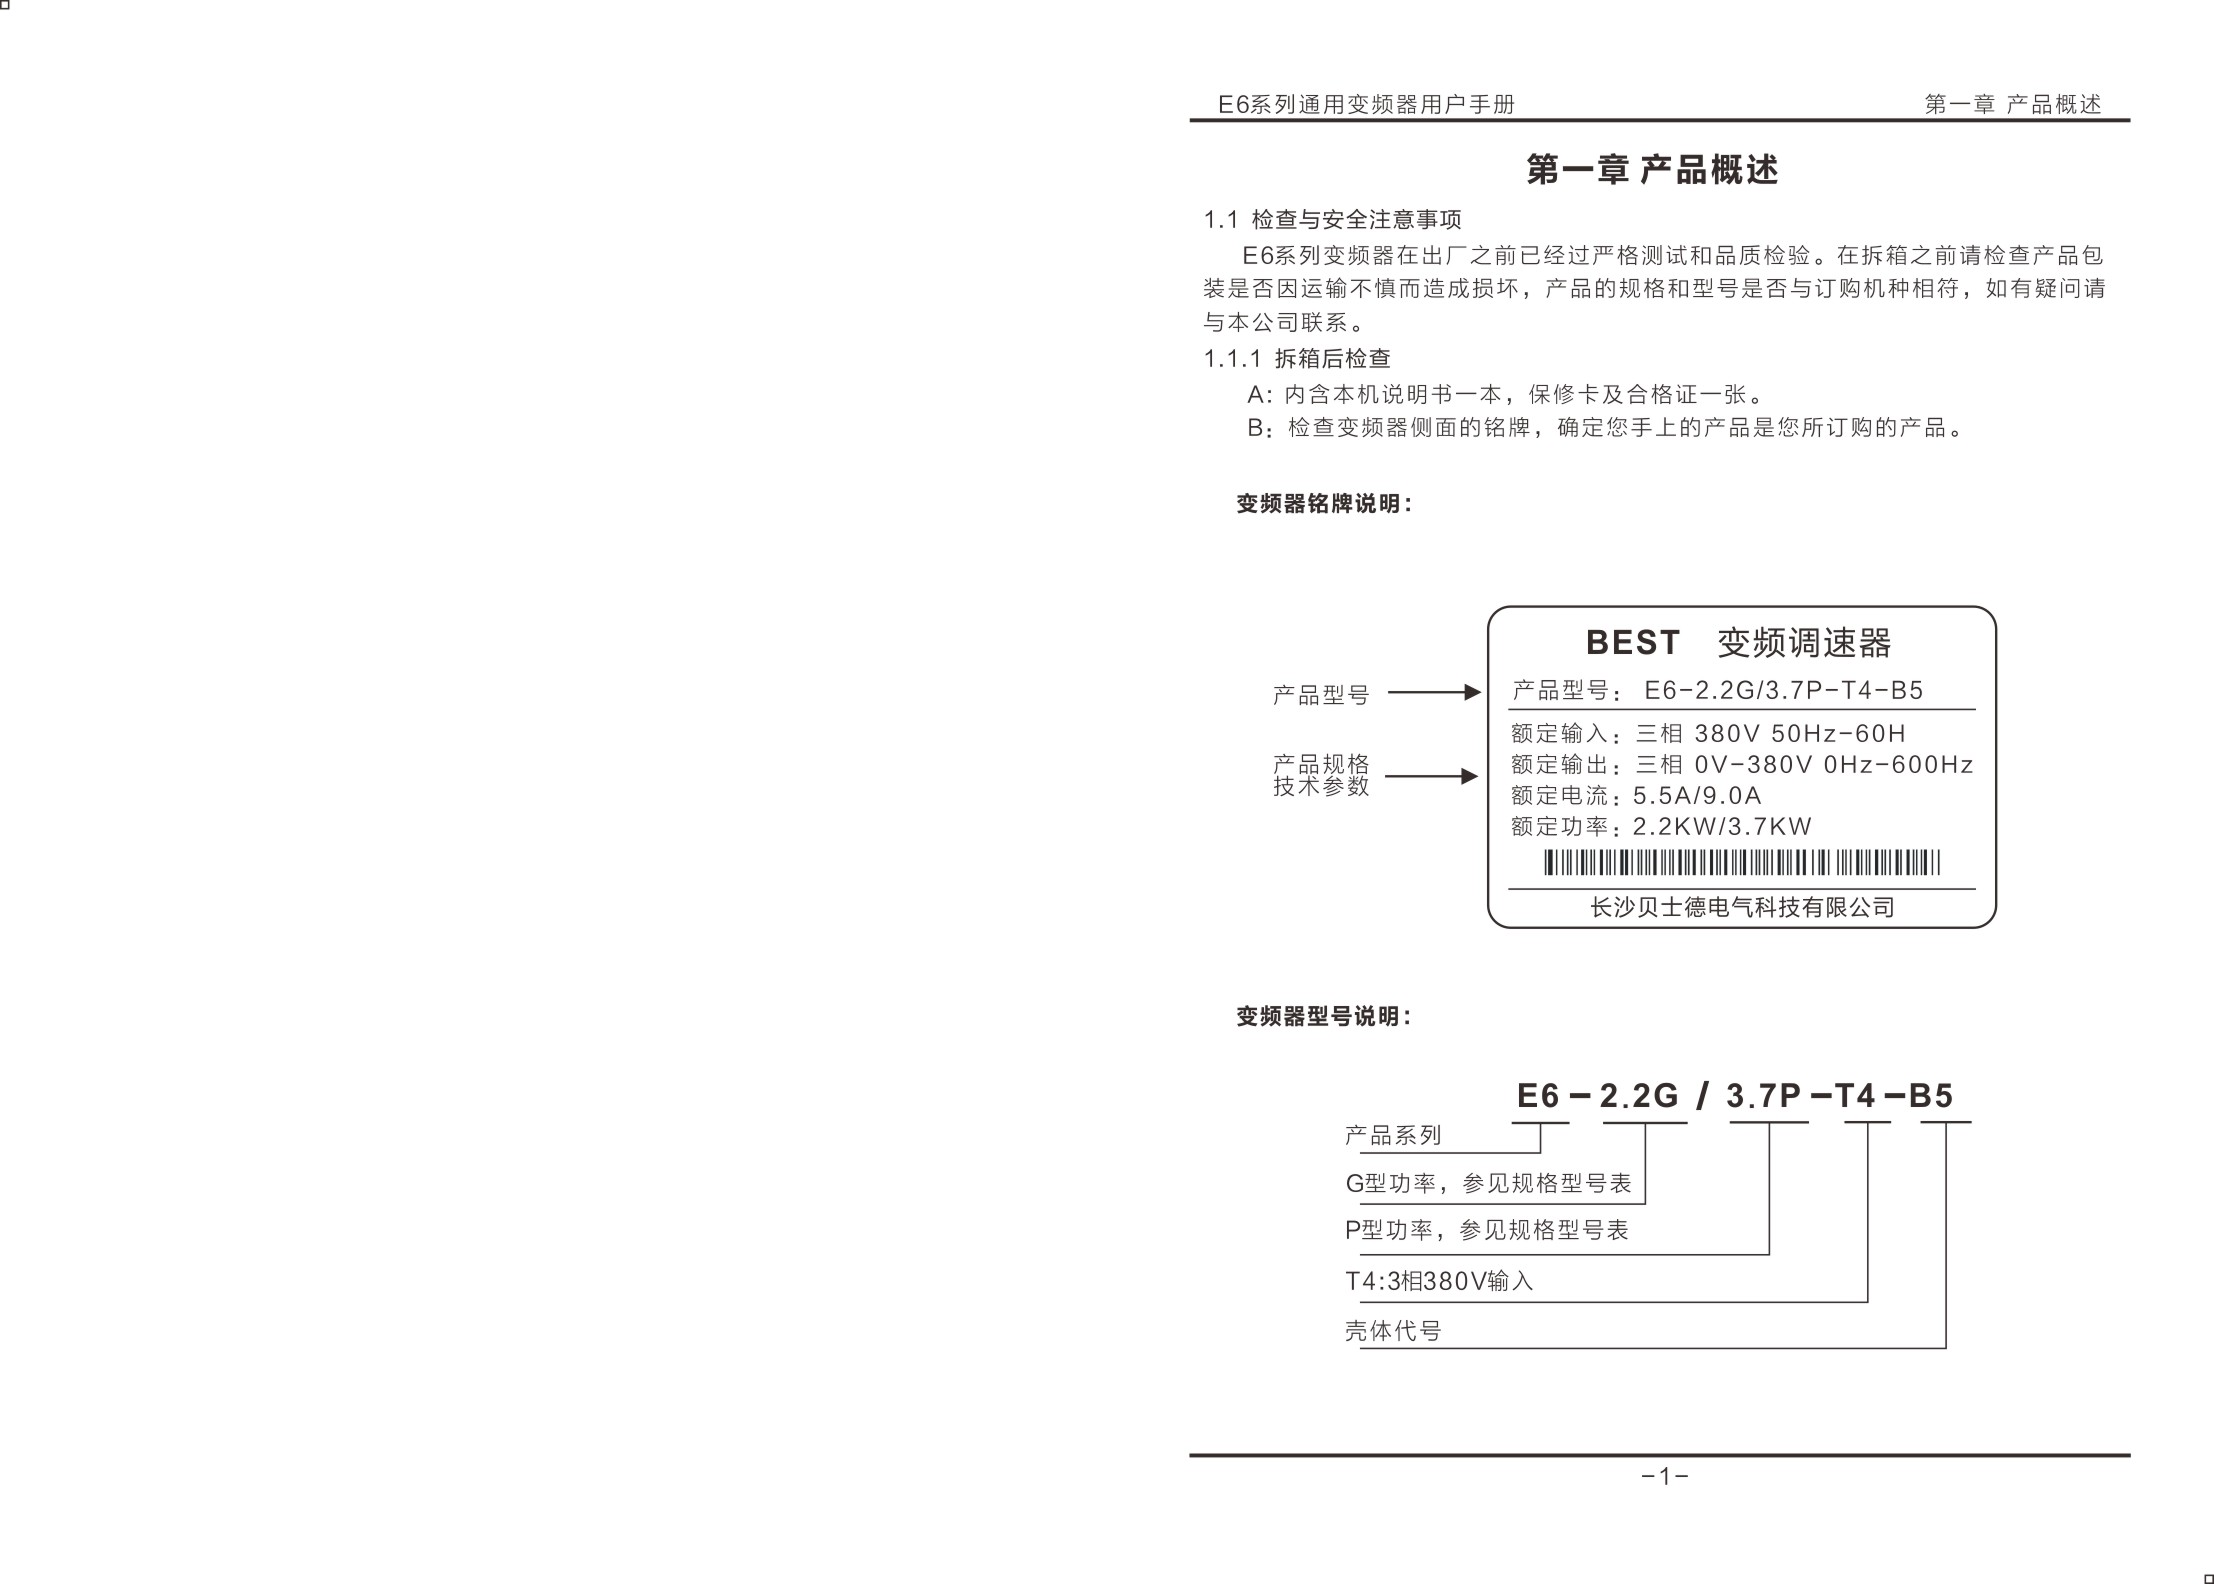 E6系列通用变频器用户手册 第一章 产品概述
第一章 产品概述
1.1 检查与安全注意事项
E6系列变频器在出厂之前已经过严格测试和品质检验。在拆箱之前请检查产品包
装是否因运输不慎而造成损坏，产品的规格和型号是否与订购机种相符，如有疑问请
与本公司联系。
1.1.1 拆箱后检查
A: 内含本机说明书一本，保修卡及合格证一张。
B: 检查变频器侧面的铭牌，确定您手上的产品是您所订购的产品。
变频器铭牌说明：
BEST 变频调速器
产品型号
产品型号：E6-2.2G/3.7P-T4-B5
额定输入：三相 380V 50Hz-60H
产品规格
技术参数
额定输出：三相 0V-380V 0Hz-600Hz
额定电流：5.5A/9.0A
额定功率：2.2KW/3.7KW
长沙贝士德电气科技有限公司
变频器型号说明：
E6-2.2G / 3.7P-T4-B5
产品系列
G型功率，参见规格型号表
P型功率，参见规格型号表
T4:3相380V输入
壳体代号
-1-